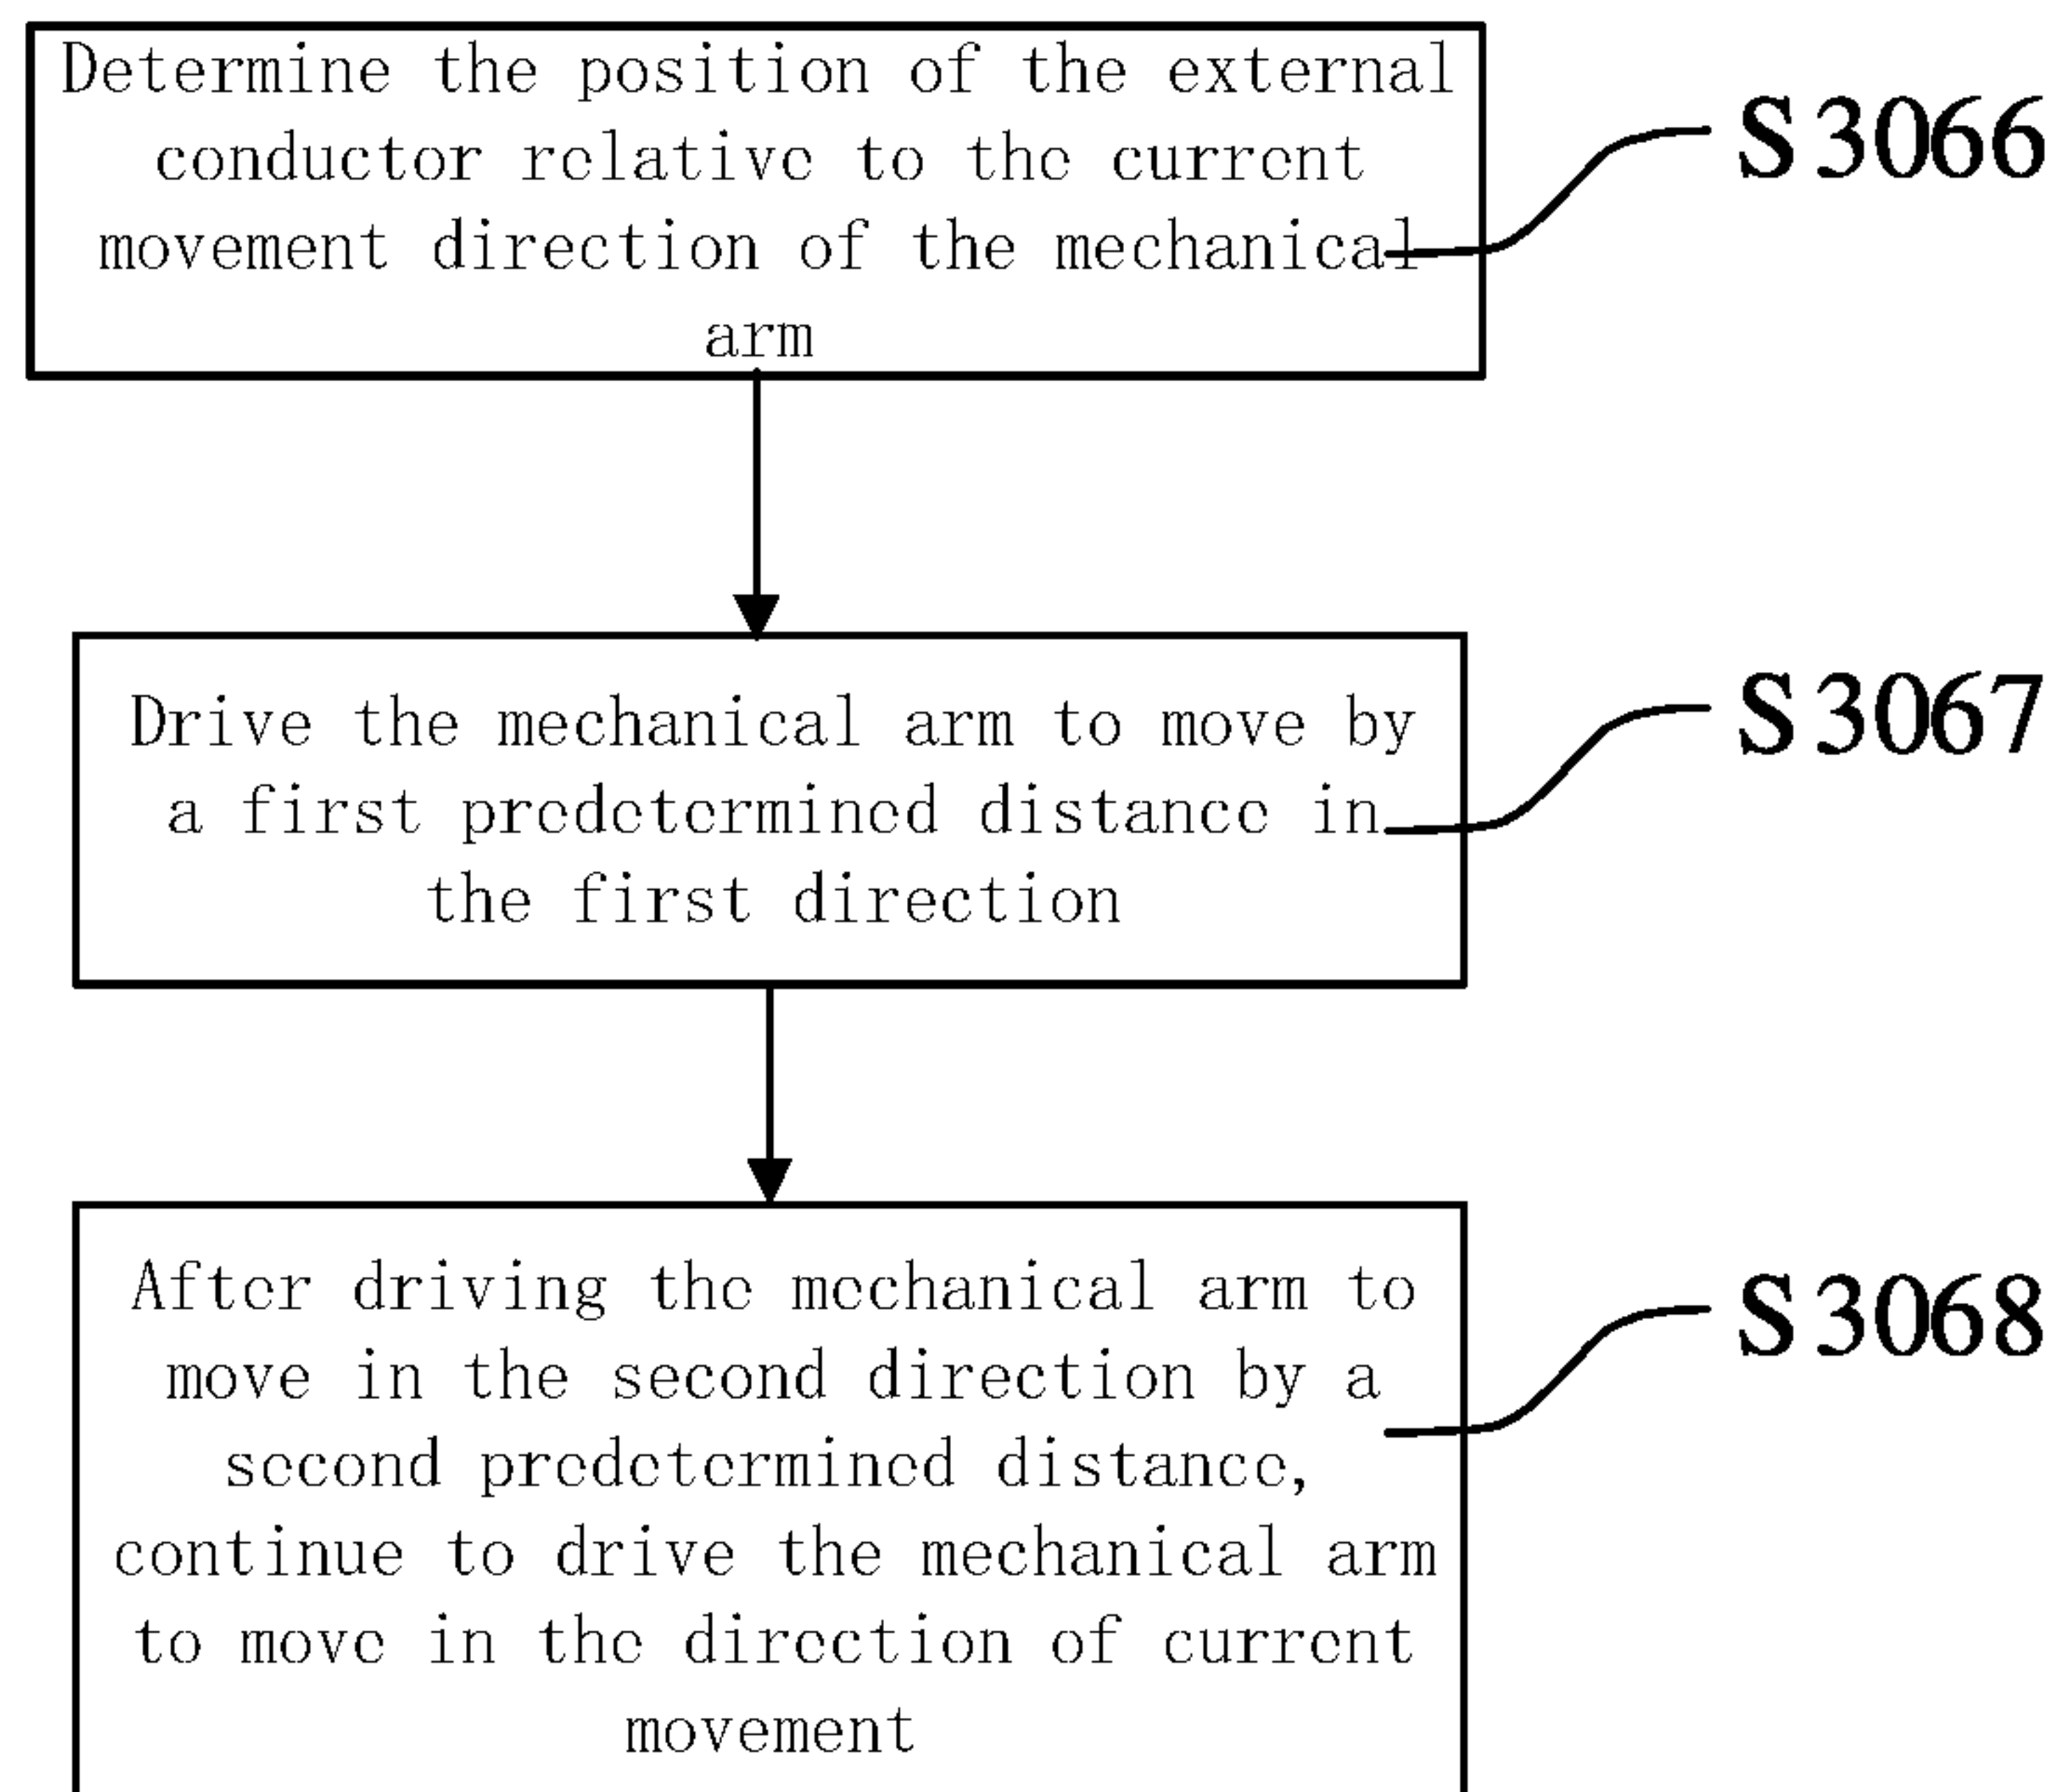 Determine the position of the external
conductor relative to the current
movement direction of the mechanical
arm
S3066
Drive the mechanical arm to move by
a first predetermined distance in
the first direction
S3067
After driving the mechanical arm to
move in the second direction by a
second predetermined distance,
continue to drive the mechanical arm
to move in the direction of current
movement
S3068